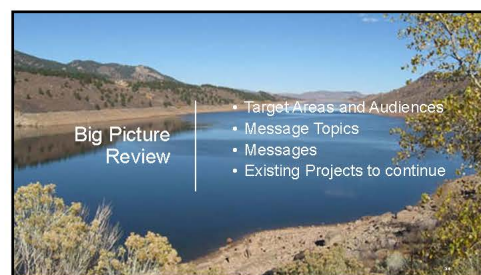 Big Picture
Review
• Target Areas and Audiences
• Message Topics
• Messages
• Existing Projects to continue